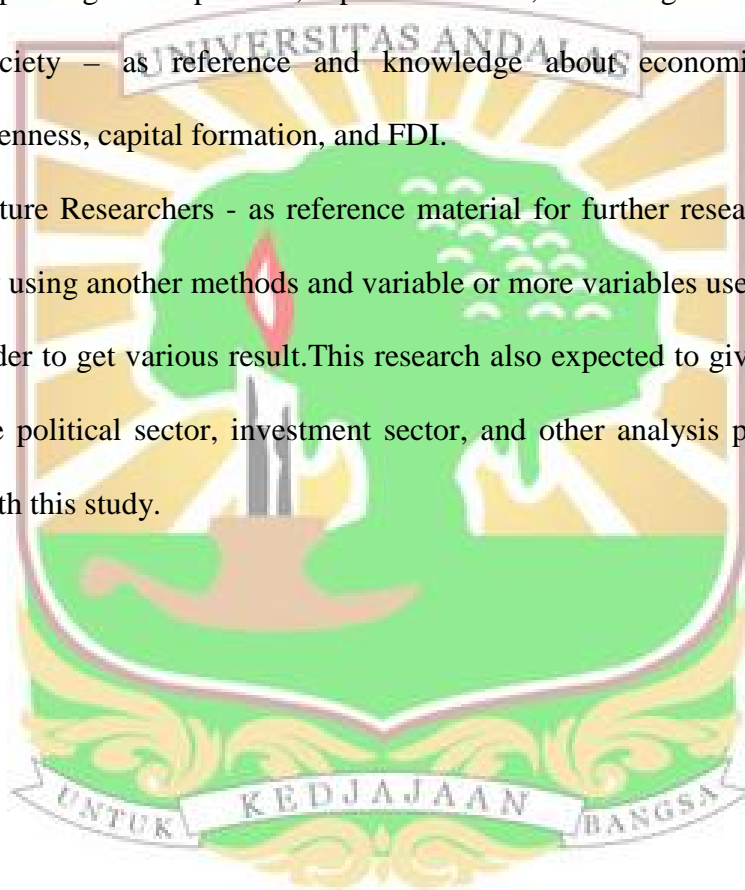 UNIVERSITAS ANDALAS
ciety – as reference and knowledge about economi
enness, capital formation, and FDI.
ture Researchers - as reference material for further resea
using another methods and variable or more variables use
der to get various result.This research also expected to giv
political sector, investment sector, and other analysis p
th this study.
UNTUK KEDJAJAAN BANGSA